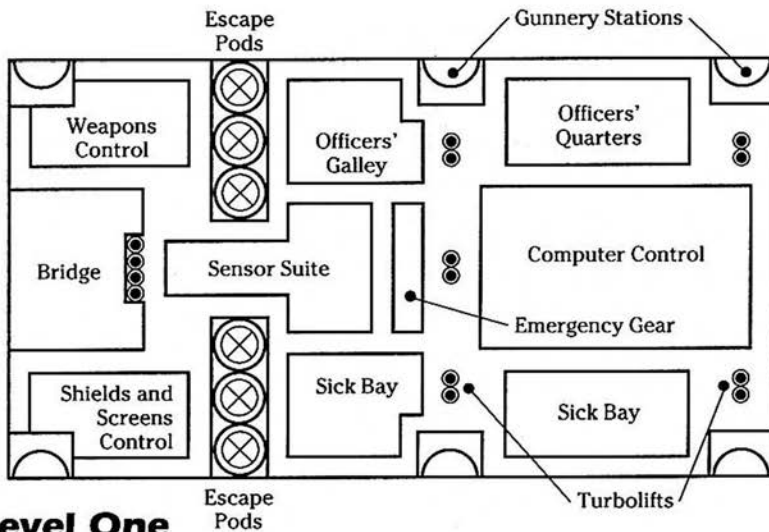 Escape
Pods
Gunnery Stations
Weapons
Control
Officers'
Galley
Officers'
Quarters
Bridge
Sensor Suite
Computer Control
Emergency Gear
Shields and
Screens
Control
Sick Bay
Sick Bay
Escape
Pods
Turbolifts
evel One